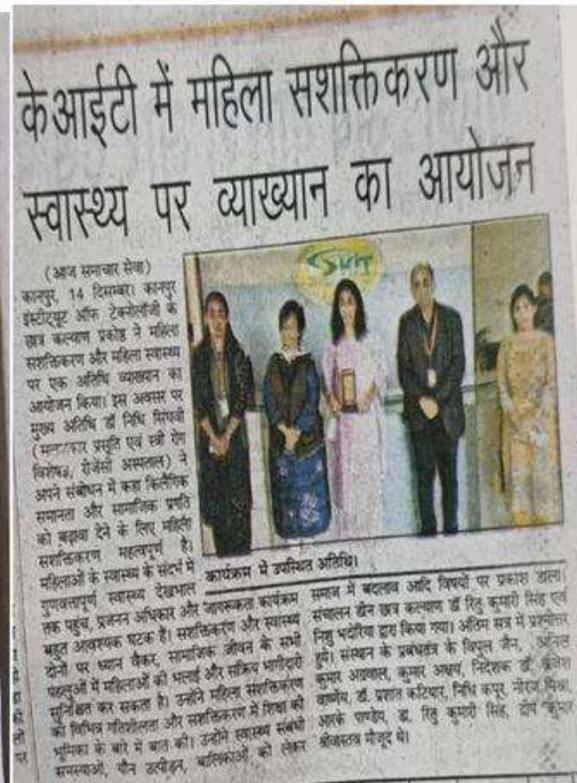 के आईटी में महिला सशक्तिकरण और
स्वास्थ्य पर व्याख्यान का आयोजन
(आज समाचार सेवा)
कानपुर, 14 दिसम्बर। कानपुर
इंस्टीट्यूट ऑफ टेक्नोलॉजी के
छात्र कल्याण प्रकोष्ठ ने महिला
सशक्तिकरण और महिला स्वास्थ्य
पर एक अतिथि व्याख्यान का
आयोजन किया। इस अवसर पर
मुख्य अतिथि डॉ निधि सिंघवी
प्रसूति एवं स्त्री रोग
विशेषज्ञ, रीजेंसी अस्पताल) ने
अपने संबोधन में कहा किलैंगिक
समानता और सामाजिक प्रगति
को बढ़ावा देने के लिए महिला
सशक्तिकरण महत्वपूर्ण है।
महिलाओं के स्वास्थ्य के संदर्भ में
गुणवत्तापूर्ण स्वास्थ्य देखभाल
तक पहुंच, प्रजनन अधिकार और जागरूकता कार्यक्रम
बहुत आवश्यक घटक है। सशक्तिकरण और स्वास्थ्य
दोनों पर ध्यान देकर, सामाजिक जीवन के सभी
पहलुओं में महिलाओं की भलाई और सक्रिय भागीदारी
सुनिश्चित कर सकता है। उन्होंने महिला सशक्तिकरण
की विभिन्न गतिशीलता और सशक्तिकरण में शिक्षा की
भूमिका के बारे में बात की। उन्होंने स्वास्थ्य संबंधी
समस्याओं, यौन उत्पीड़न, बालिकाओं को लेकर
कार्यक्रम में उपस्थित अतिथि।
समाज में बदलाव आदि विषयों पर प्रकाश डाला।
संचालन डीन छात्र कल्याण डॉ रितु कुमारी सिंह एवं
निशु भदौरिया द्वारा किया गया। अंतिम सत्र में प्रश्नोत्तर
हुये। संस्थान के प्रबंधतंत्र के विपुल जैन, अनिल
कुमार अग्रवाल, कुमार अक्षय, निदेशक डॉ. बृजेश
वार्ष्णेय, डॉ. प्रशांत कटियार, निधि कपूर, नीरज मिश्रा,
आरके पाण्डेय, डा. रितु कुमारी सिंह, दीप कुमार
श्रीवास्तव मौजूद थे।